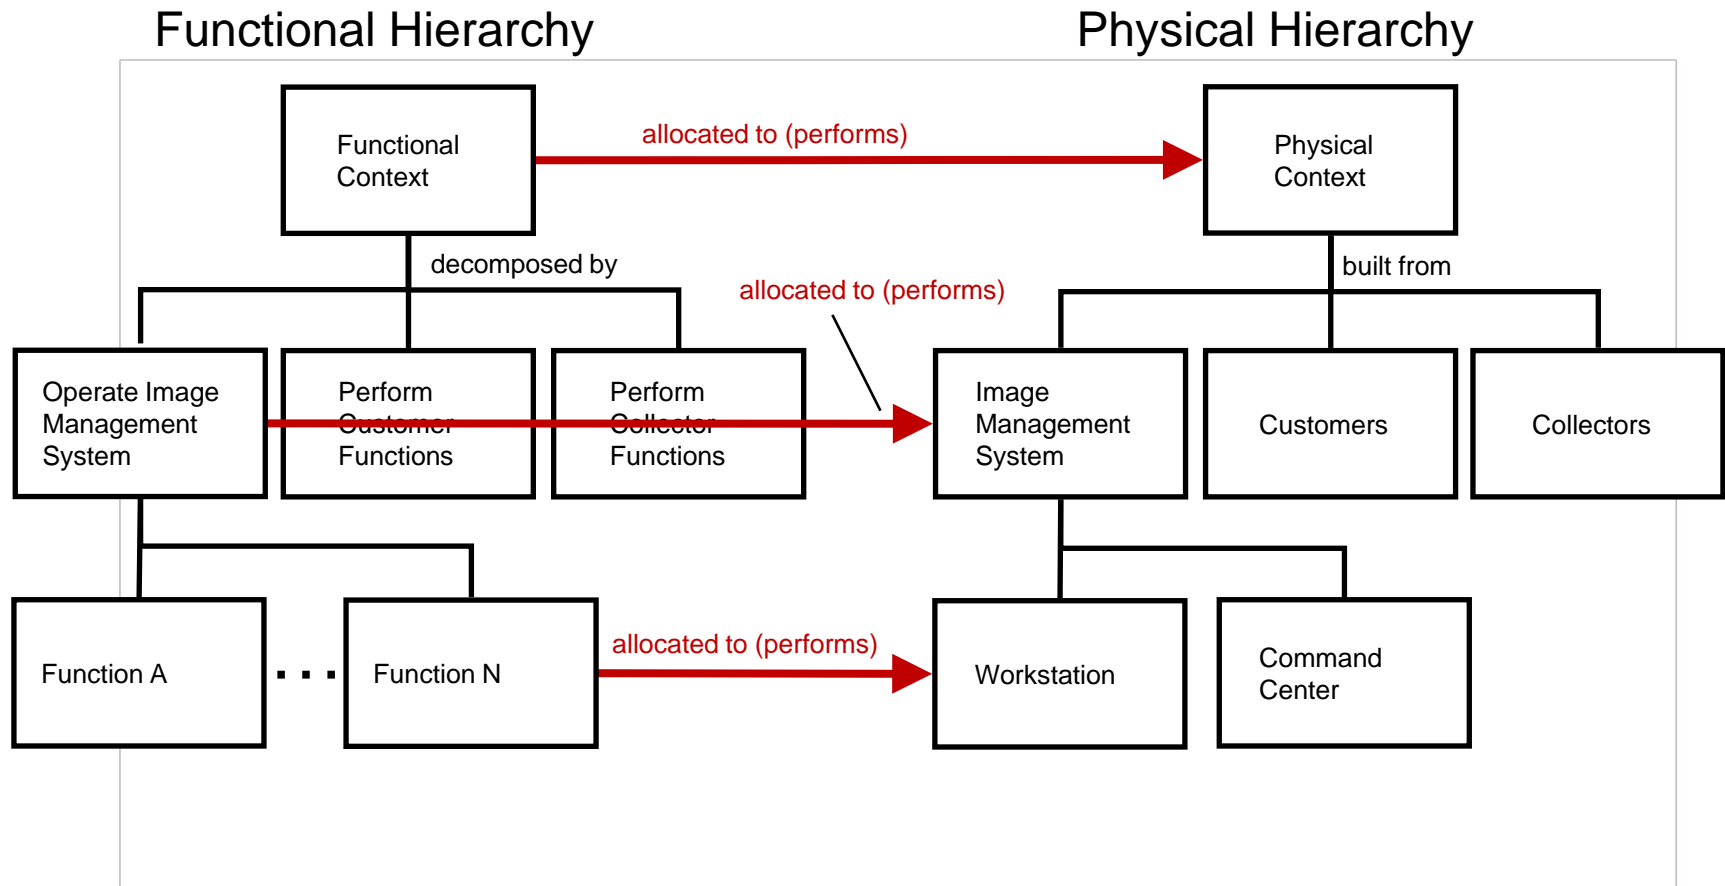 Functional Hierarchy
Physical Hierarchy
Functional
Context
allocated to (performs)
Physical
Context
decomposed by
built from
allocated to (performs)
Operate Image
Management
System
Perform
Customer
Functions
Perform
Collector
Functions
Image
Management
System
Customers
Collectors
Function A
. . .
Function N
allocated to (performs)
Workstation
Command
Center